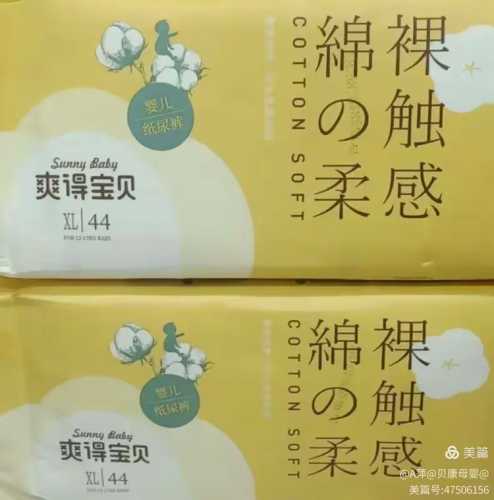 婴儿
纸尿裤
Sunny Baby
爽得宝贝
XL 44
COTTON SOFT
綿の柔
裸触感
婴儿
纸尿裤
Sunny Baby
爽得宝贝
XL 44
COTTON SOFT
綿の柔
裸触感
美篇
@A萍@贝康母婴@
美篇号:47506156